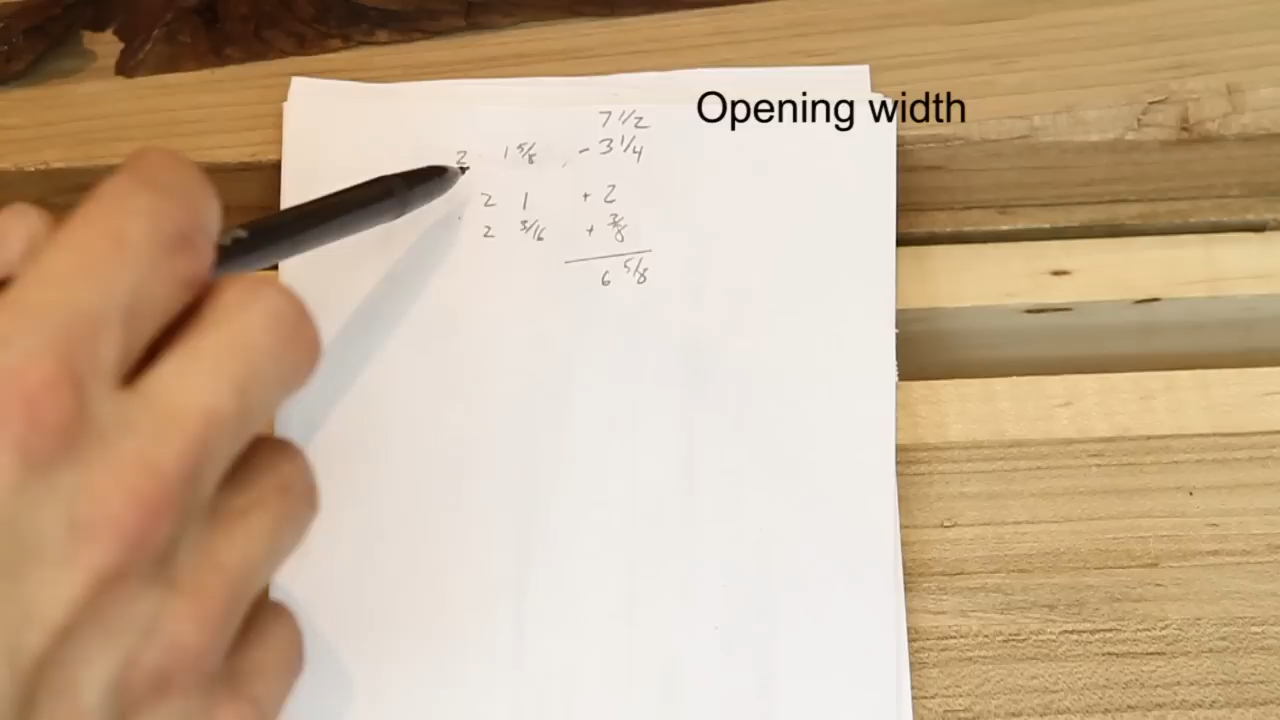 Opening width
7 1/2
2 1 5/8 - 3 1/4
2 1 + 2
2 3/16 + 3/8
6 5/8